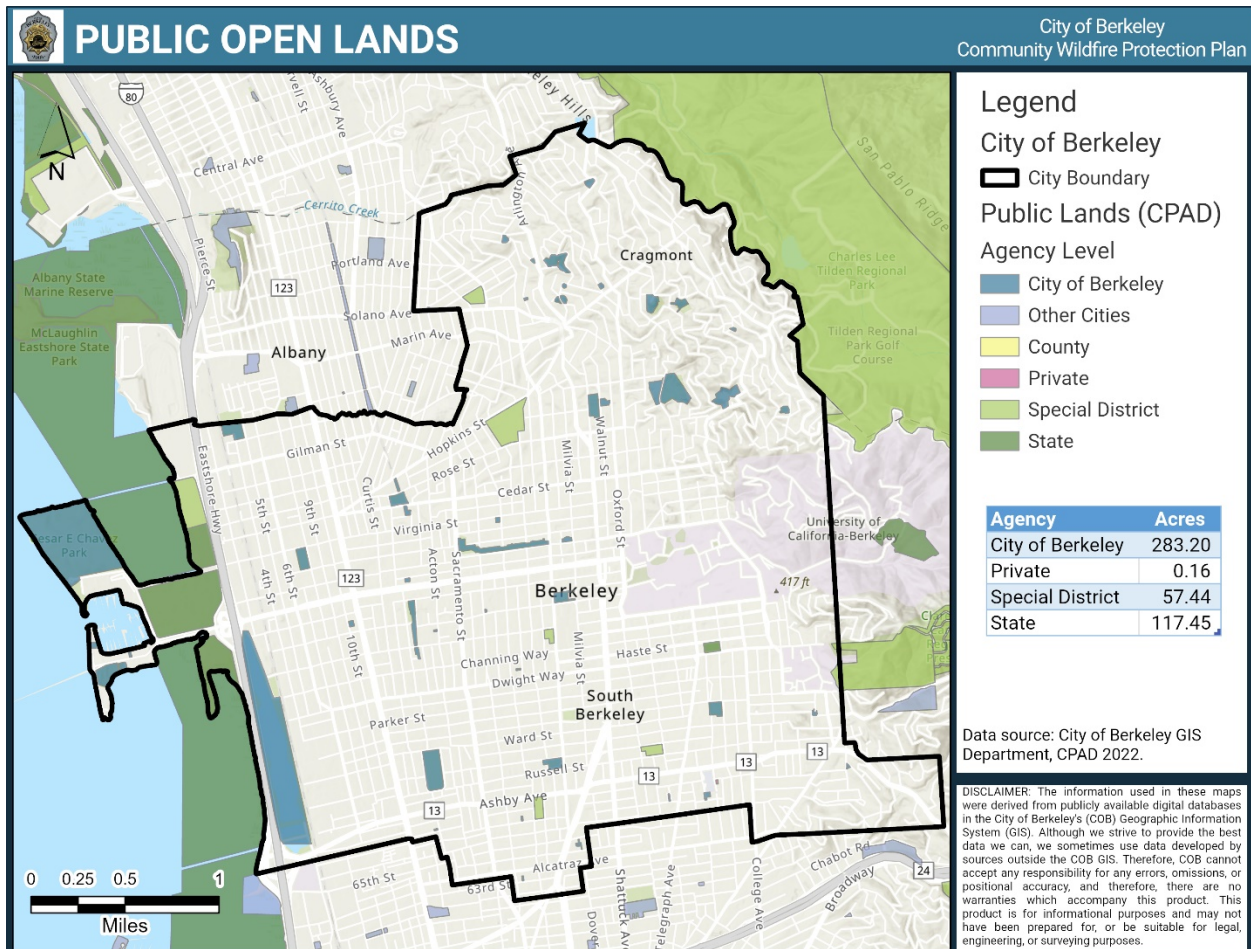 PUBLIC OPEN LANDS
City of Berkeley
Community Wildfire Protection Plan
Legend
City of Berkeley
City Boundary
Public Lands (CPAD)
Agency Level
City of Berkeley
Other Cities
County
Private
Special District
State
Agency Acres
City of Berkeley 283.20
Private 0.16
Special District 57.44
State 117.45
Data source: City of Berkeley GIS
Department, CPAD 2022.
DISCLAIMER: The information used in these maps
were derived from publicly available digital databases
in the City of Berkeley's (COB) Geographic Information
System (GIS). Although we strive to provide the best
data we can, we sometimes use data developed by
sources outside the COB GIS. Therefore, COB cannot
accept any responsibility for any errors, omissions, or
positional accuracy, and therefore, there are no
warranties which accompany this product. This
product is for informational purposes and may not
have been prepared for, or be suitable for legal,
engineering, or surveying purposes.
80
N
Ashbury Ave
eley Hills
Central Ave
Cerrito Creek
Arlington Ave
San Pablo Ridge
Pierce St
Portland Ave
Cragmont
Charles Lee
Tilden Regional
Park
Albany State
Marine Reserve
123
Solano Ave
McLaughlin
Eastshore State
Park
Marin Ave
Albany
Tilden Regional
Park Golf
Course
Hopkins St
Gilman St
Rose St
Walnut St
Milvia St
Eastshore Hwy
Cedar St
Oxford St
Curtis St
9th St
5th St
Virginia St
University of
California-Berkeley
Cesar E Chavez
Park
6th St
4th St
Acton St
Sacramento St
123
Berkeley
417 ft
10th St
Milvia St
Channing Way
Haste St
Dwight Way
South
Berkeley
Parker St
Ward St
Russell St
13
13
13
Ashby Ave
13
Alcatraz Ave
65th St
63rd St
Shattuck Ave
Telegraph Ave
College Ave
Chabot Rd
Broadway
24
0 0.25 0.5 1
Miles